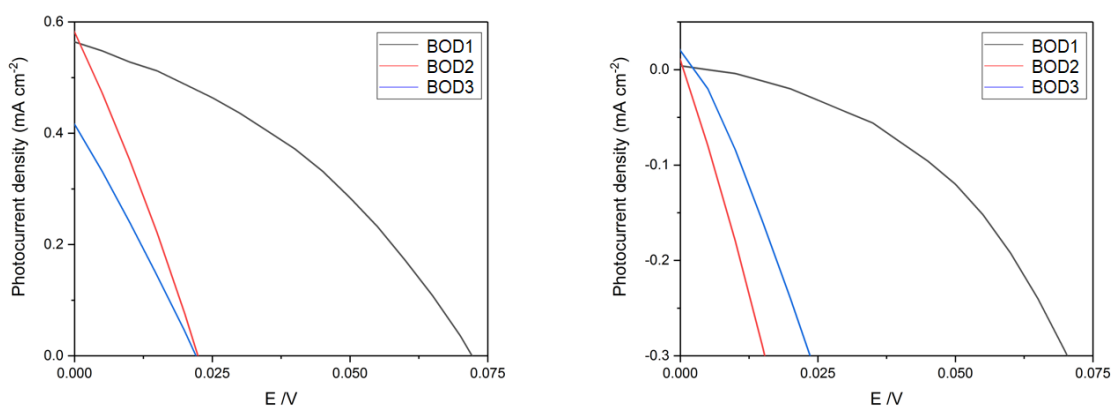 0.6
0.4
0.2
0.0
Photocurrent density (mA cm⁻²)
BOD1
BOD2
BOD3
0.000
0.025
0.050
0.075
E /V
0.0
-0.1
-0.2
-0.3
Photocurrent density (mA cm⁻²)
BOD1
BOD2
BOD3
0.000
0.025
0.050
0.075
E /V